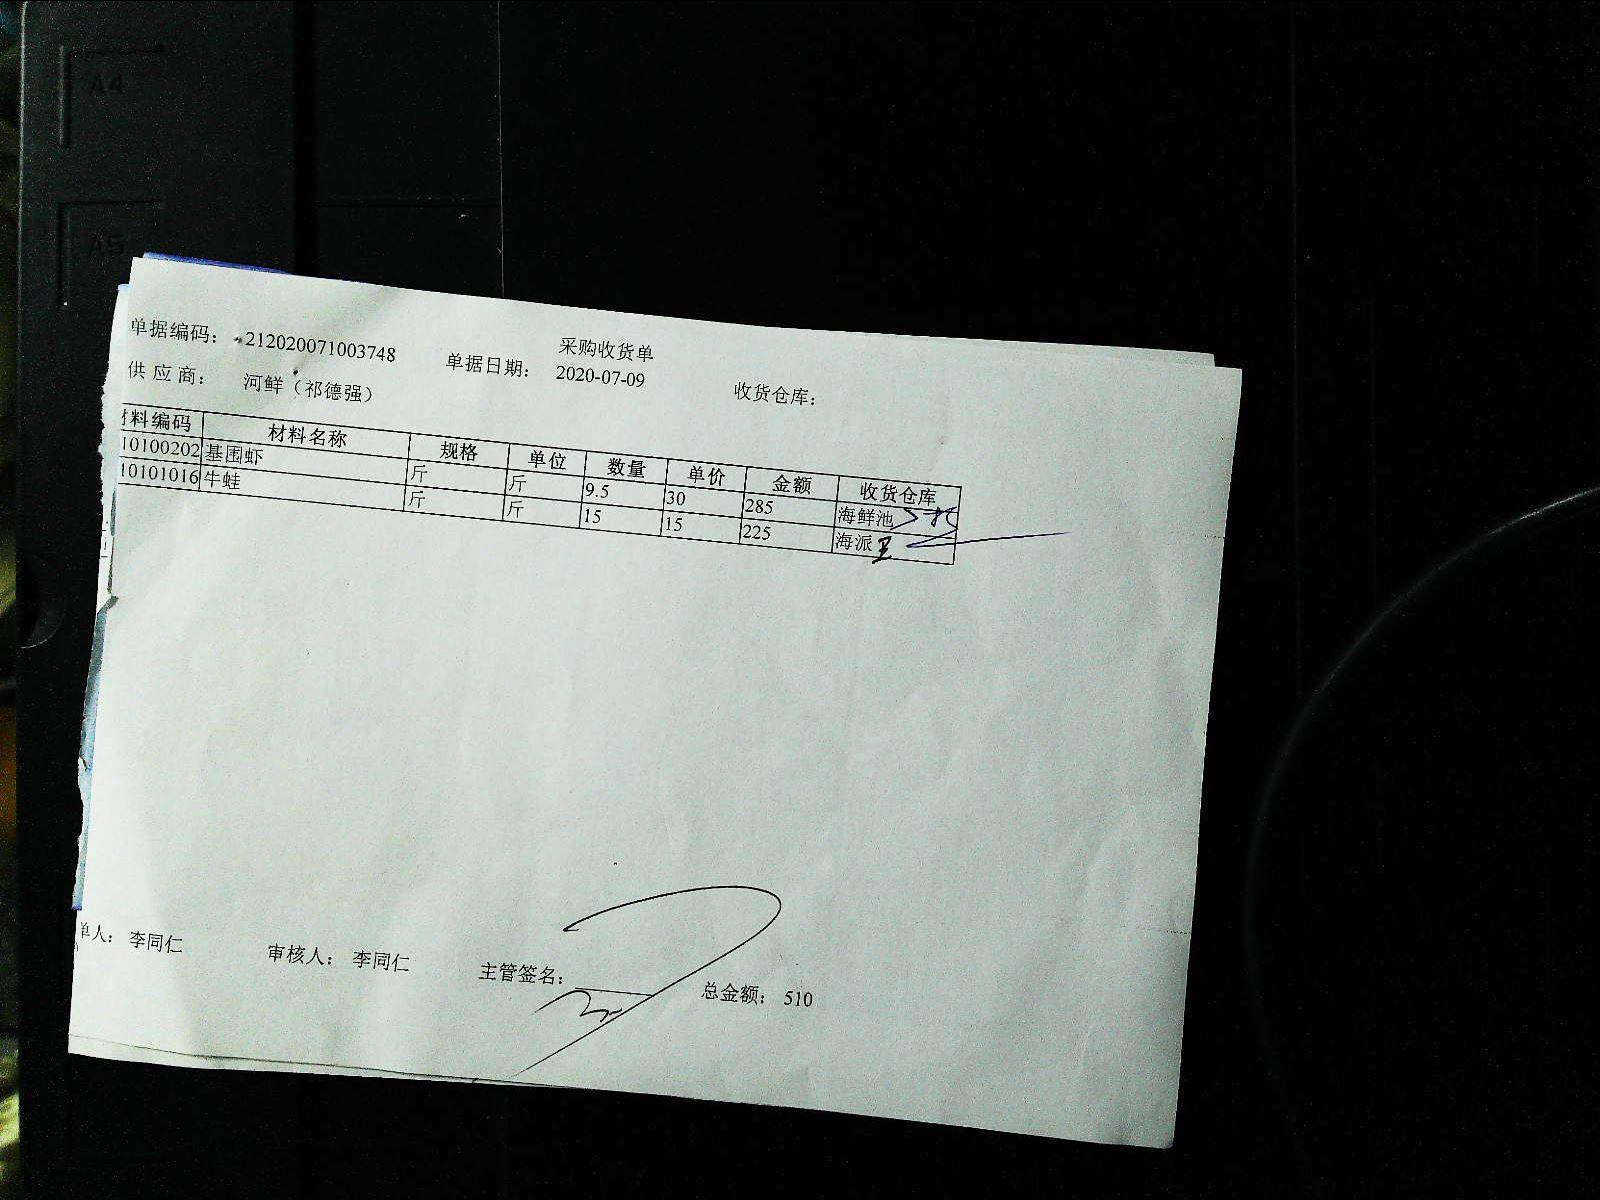 A4
A5
采购收货单
单据编码: 212020071003748 单据日期: 2020-07-09 收货仓库:
供应商: 河鲜（祁德强）
材料编码 材料名称 规格 单位 数量 单价 金额 收货仓库
10100202 基围虾 斤 斤 9.5 30 285 海鲜池
10101016 牛蛙 斤 斤 15 15 225 海派
单人: 李同仁 审核人: 李同仁 主管签名: 总金额: 510